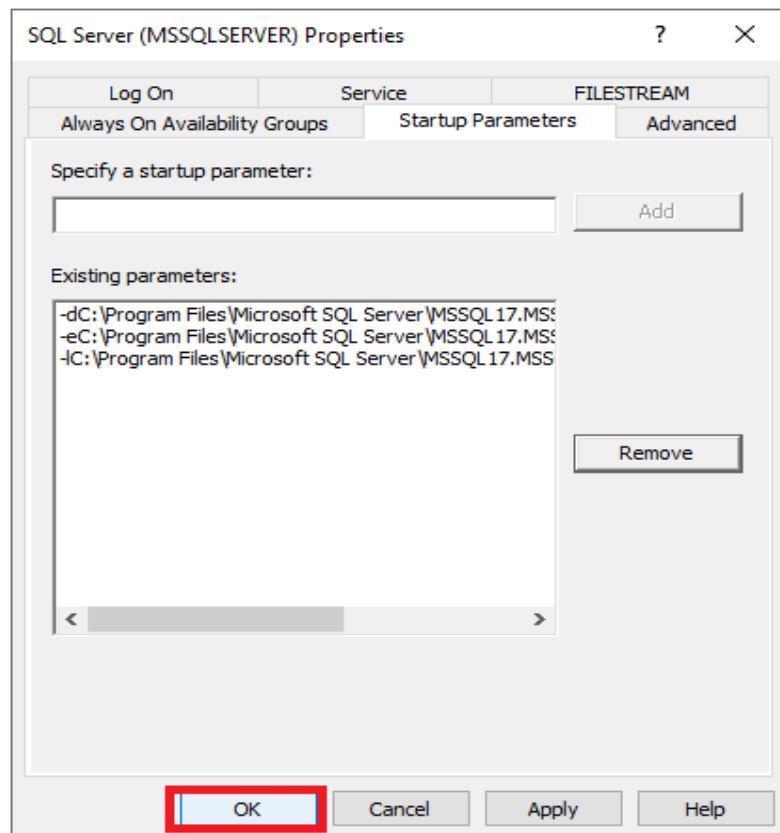 SQL Server (MSSQLSERVER) Properties ?
Log On Service FILESTREAM
Always On Availability Groups Startup Parameters Advanced
Specify a startup parameter:
Add
Existing parameters:
-dC:\Program Files\Microsoft SQL Server\MSSQL17.MSS
-eC:\Program Files\Microsoft SQL Server\MSSQL17.MSS
-lC:\Program Files\Microsoft SQL Server\MSSQL17.MSS
Remove
OK Cancel Apply Help